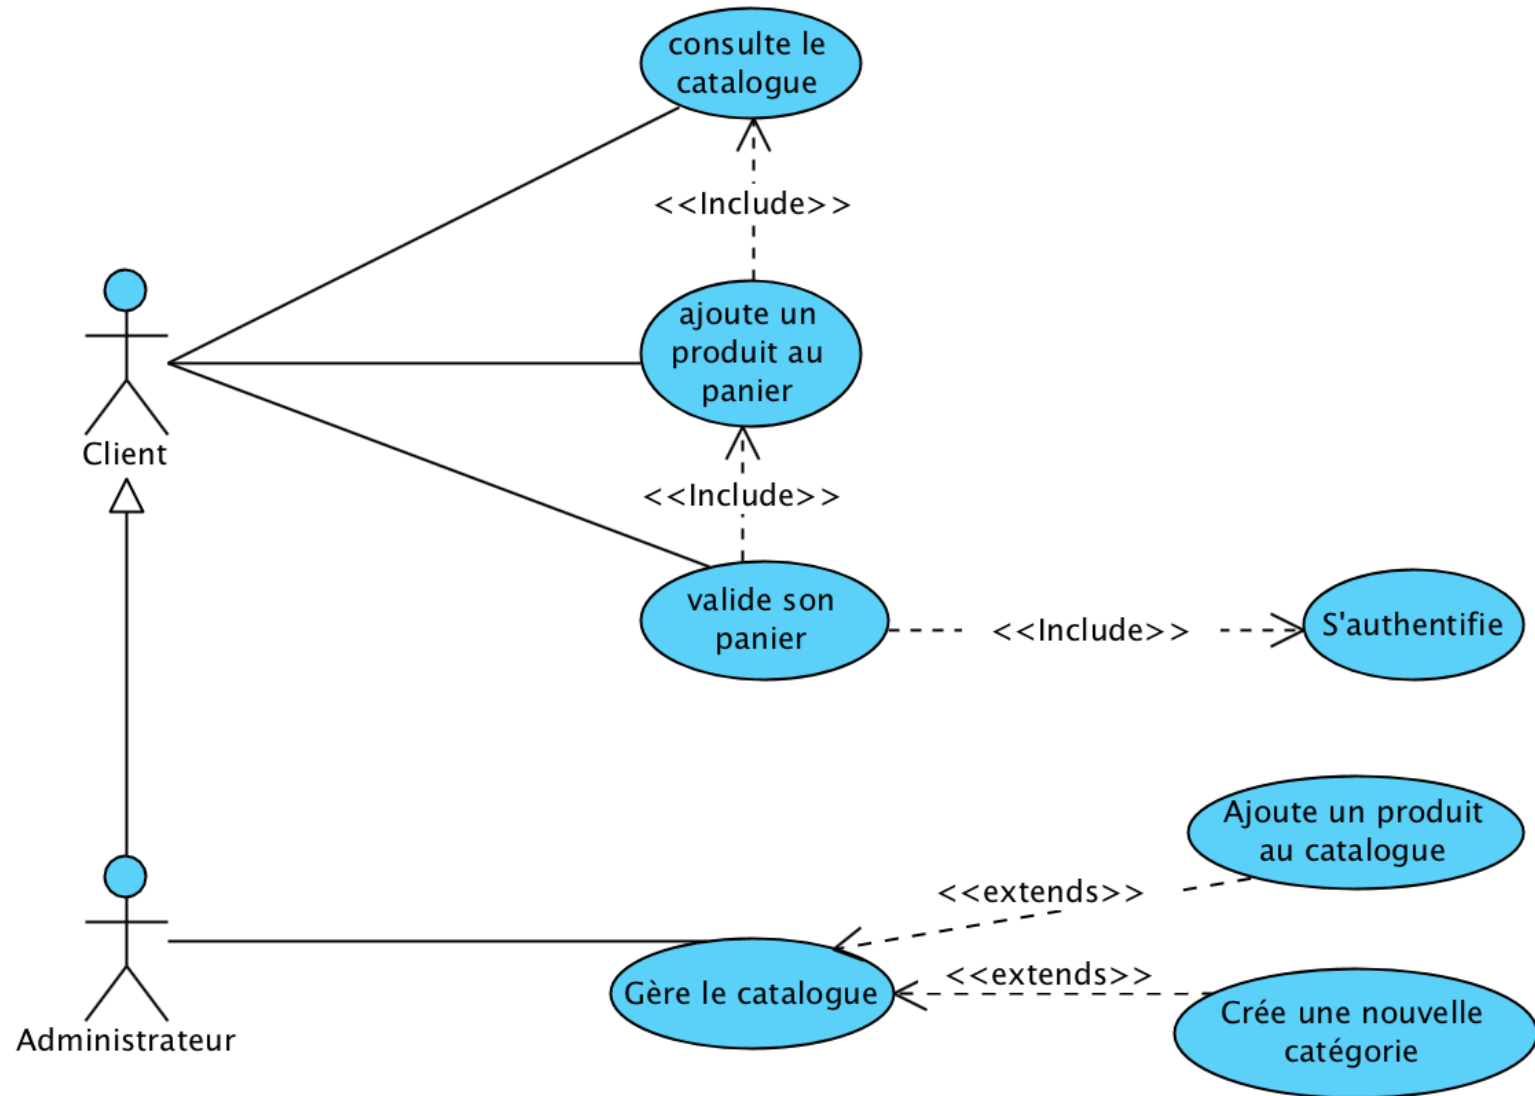 consulte le
catalogue
<<Include>>
ajoute un
produit au
panier
Client
<<Include>>
valide son
panier
<<Include>>
S'authentifie
Ajoute un produit
au catalogue
<<extends>>
<<extends>>
Gère le catalogue
Crée une nouvelle
catégorie
Administrateur